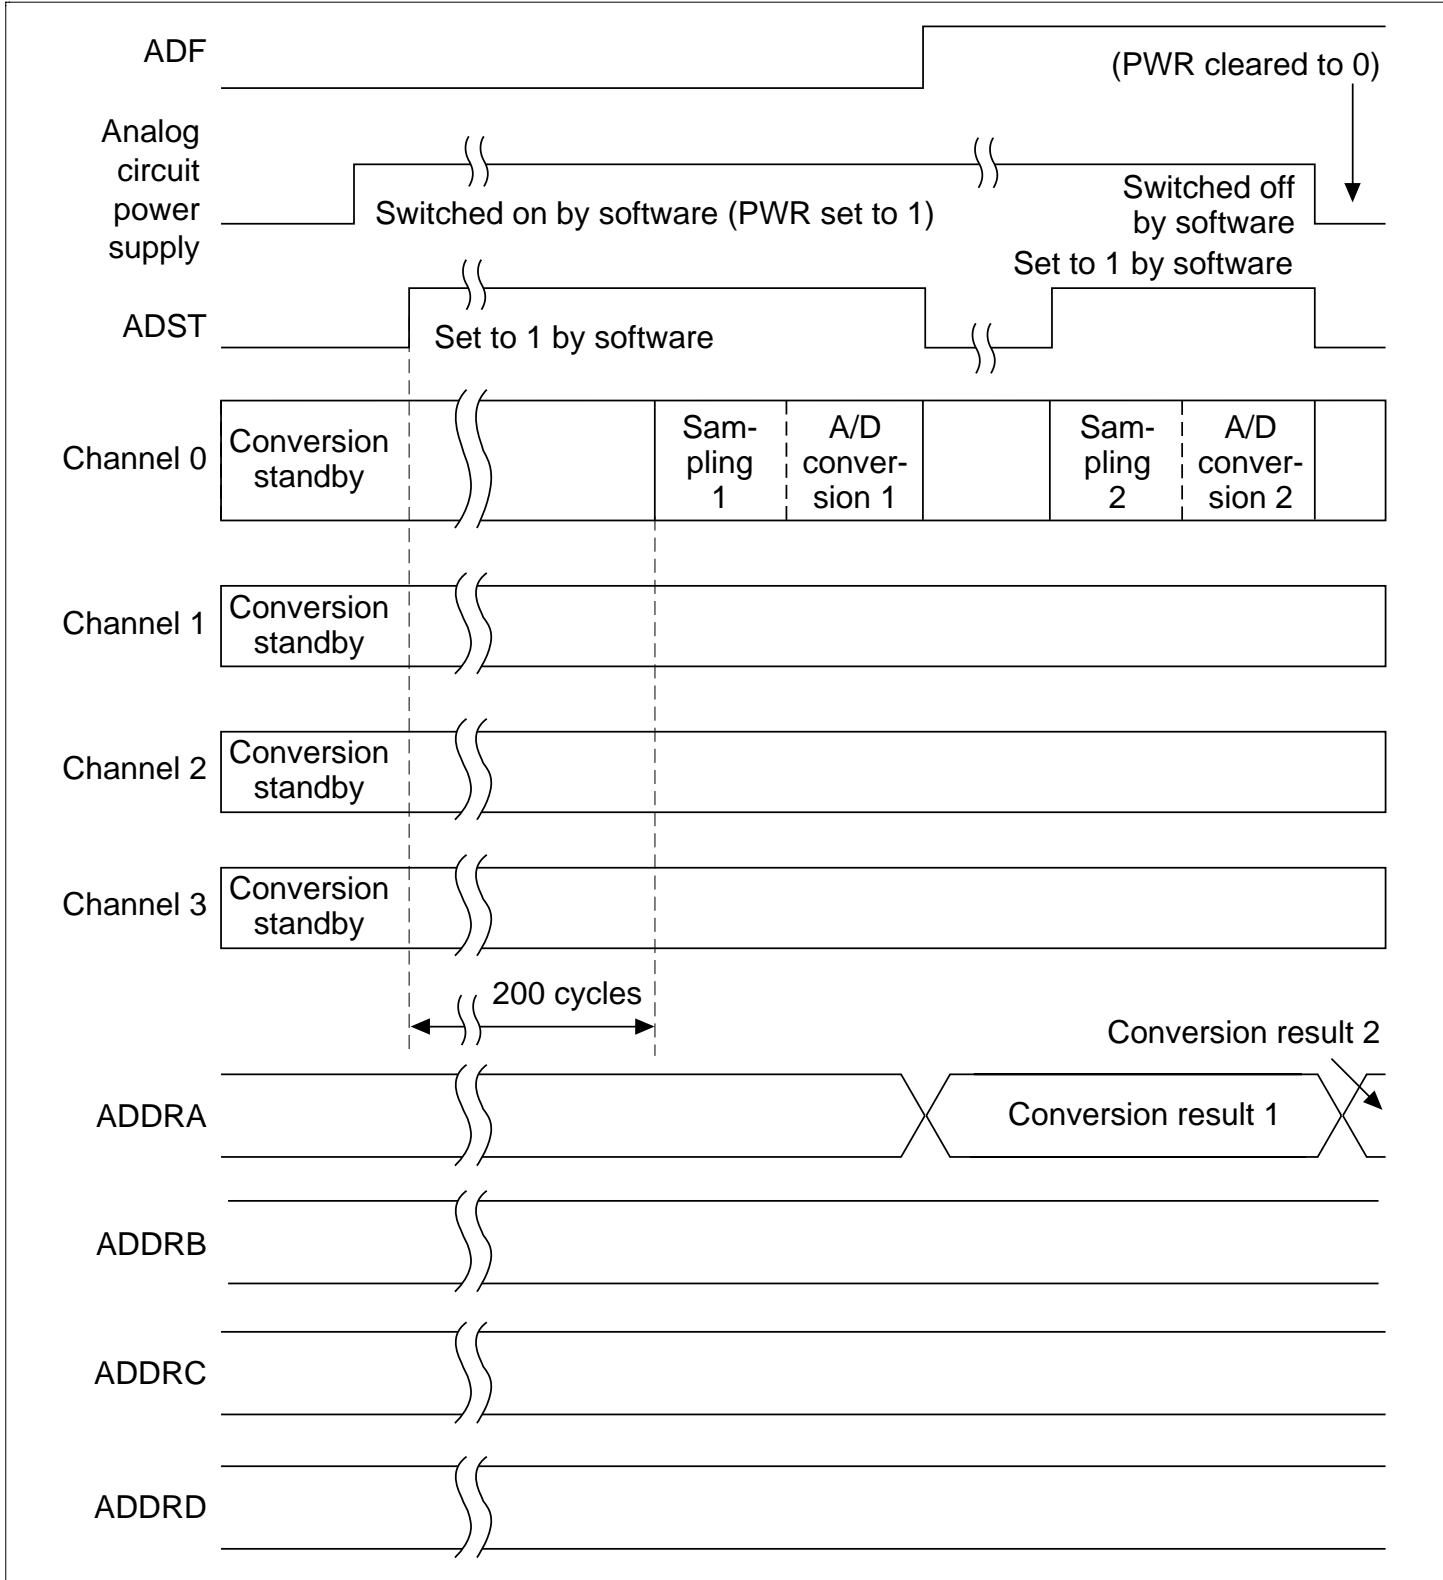 ADF
(PWR cleared to 0)
Analog
circuit
power
supply
Switched on by software (PWR set to 1)
Switched off
by software
Set to 1 by software
ADST
Set to 1 by software
Channel 0
Conversion
standby
Sam-
pling
1
A/D
conver-
sion 1
Sam-
pling
2
A/D
conver-
sion 2
Channel 1
Conversion
standby
Channel 2
Conversion
standby
Channel 3
Conversion
standby
200 cycles
Conversion result 2
ADDRA
Conversion result 1
ADDRB
ADDRC
ADDRD